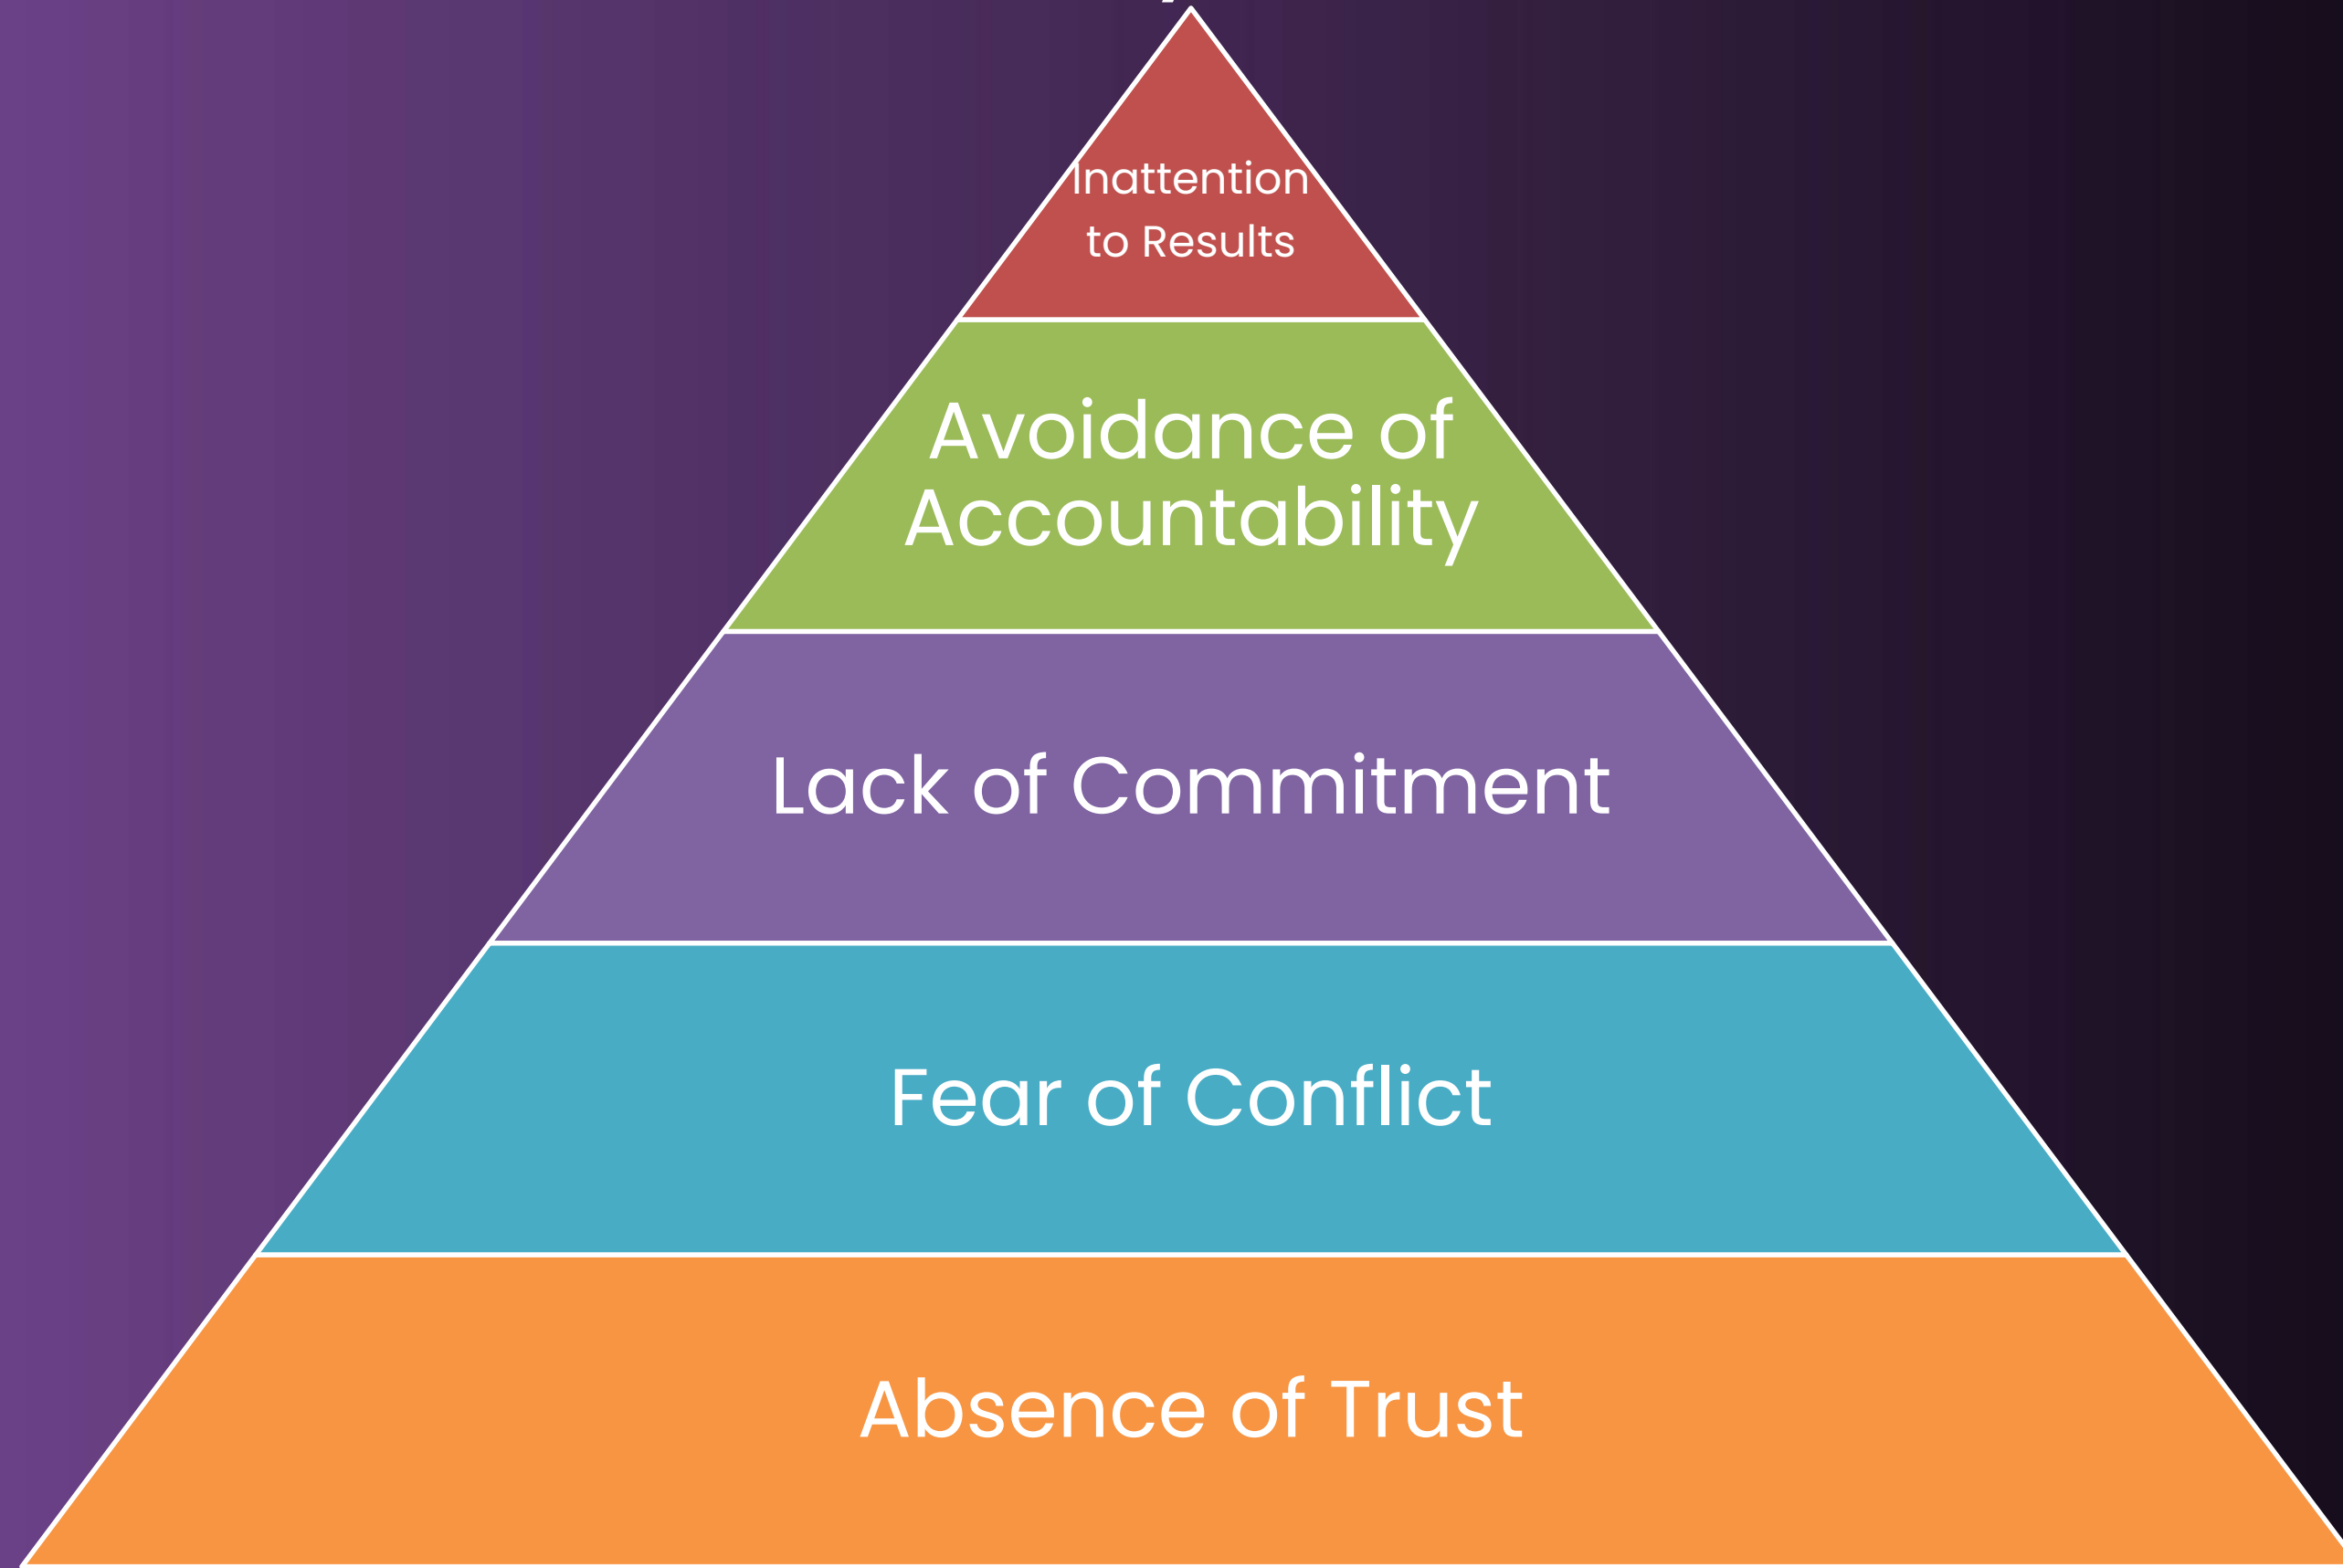 Inattention
to Results
Avoidance of
Accountability
Lack of Commitment
Fear of Conflict
Absence of Trust